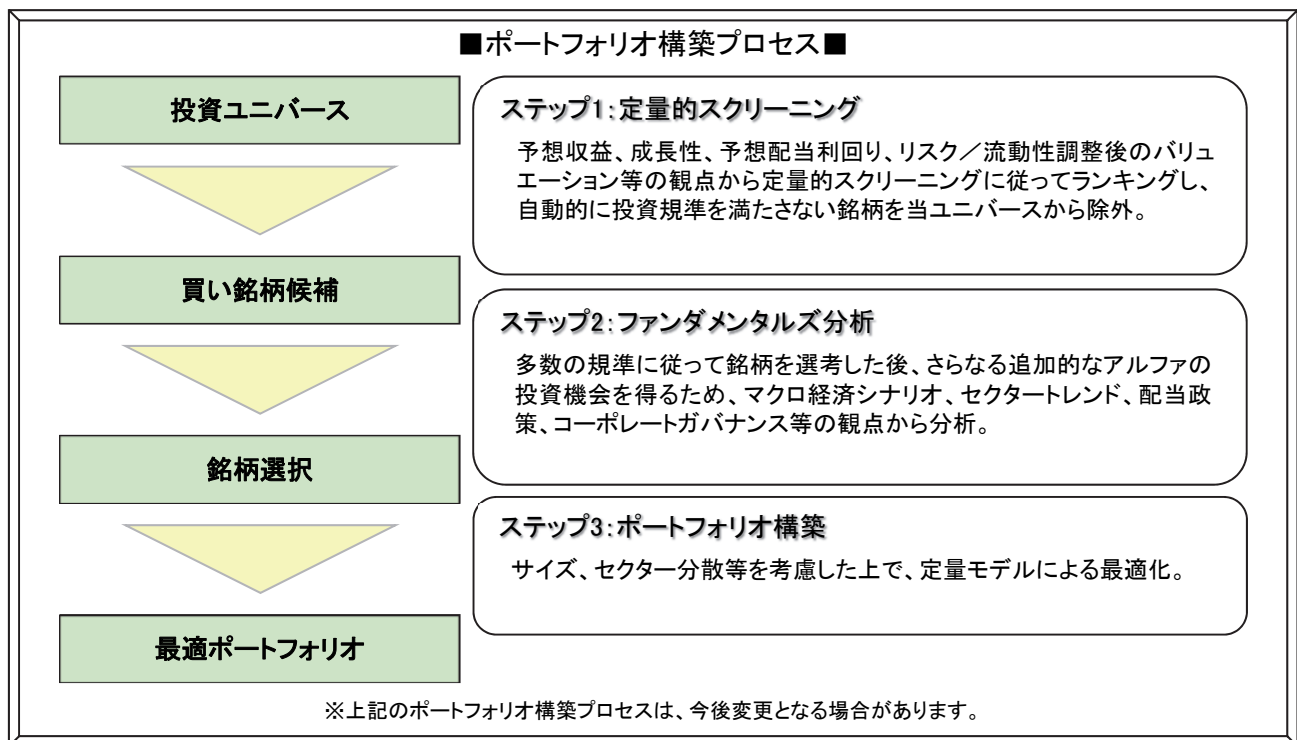 ■ポートフォリオ構築プロセス■
投資ユニバース
ステップ1:定量的スクリーニング
予想収益、成長性、予想配当利回り、リスク／流動性調整後のバリュ
エーション等の観点から定量的スクリーニングに従ってランキングし、
自動的に投資規準を満たさない銘柄を当ユニバースから除外。
買い銘柄候補
ステップ2:ファンダメンタルズ分析
多数の規準に従って銘柄を選考した後、さらなる追加的なアルファの
投資機会を得るため、マクロ経済シナリオ、セクタートレンド、配当政
策、コーポレートガバナンス等の観点から分析。
銘柄選択
ステップ3:ポートフォリオ構築
サイズ、セクター分散等を考慮した上で、定量モデルによる最適化。
最適ポートフォリオ
※上記のポートフォリオ構築プロセスは、今後変更となる場合があります。